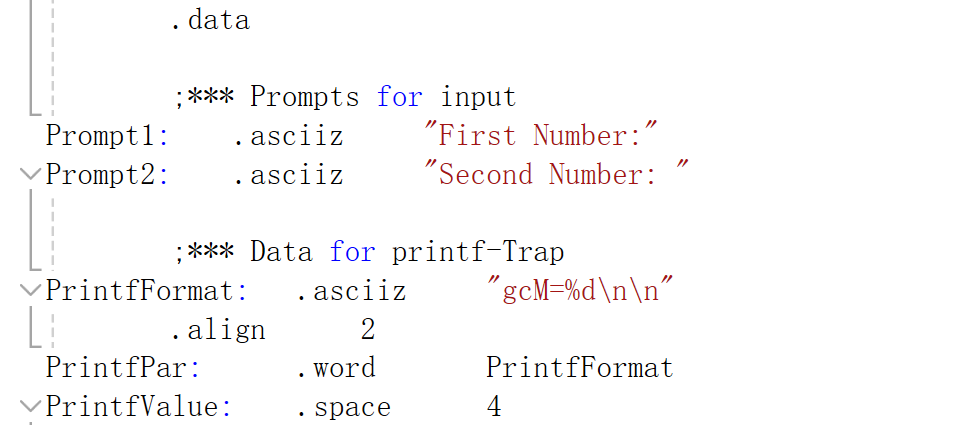 .data
;*** Prompts for input
Prompt1: .asciiz "First Number:"
Prompt2: .asciiz "Second Number: "
;*** Data for printf-Trap
PrintfFormat: .asciiz "gcM=%d\n\n"
.align 2
PrintfPar: .word PrintfFormat
PrintfValue: .space 4